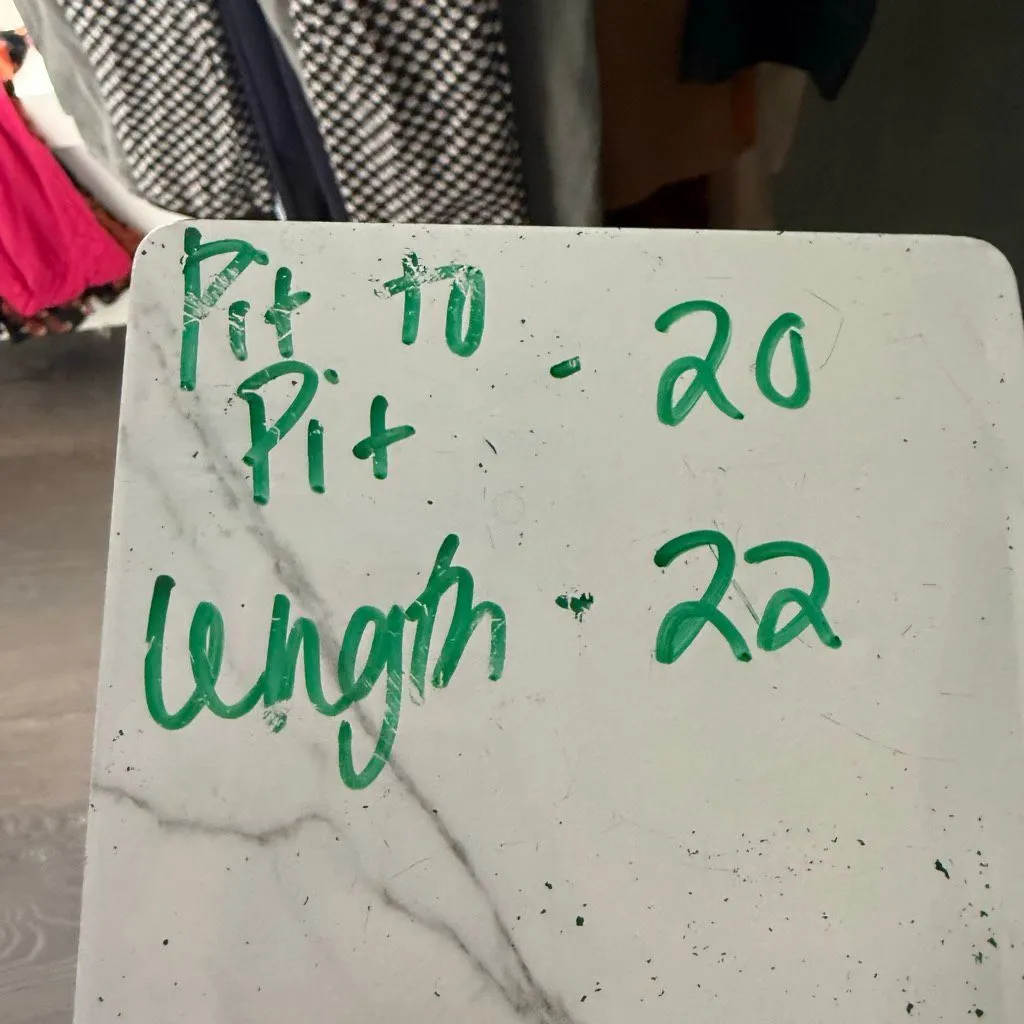 Pit to - 20
Pit
length - 22